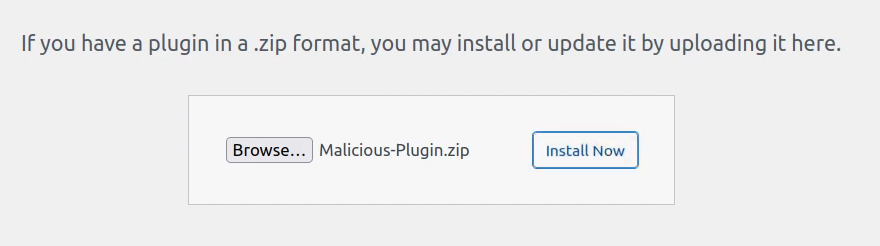 If you have a plugin in a .zip format, you may install or update it by uploading it here.
Browse... Malicious-Plugin.zip Install Now